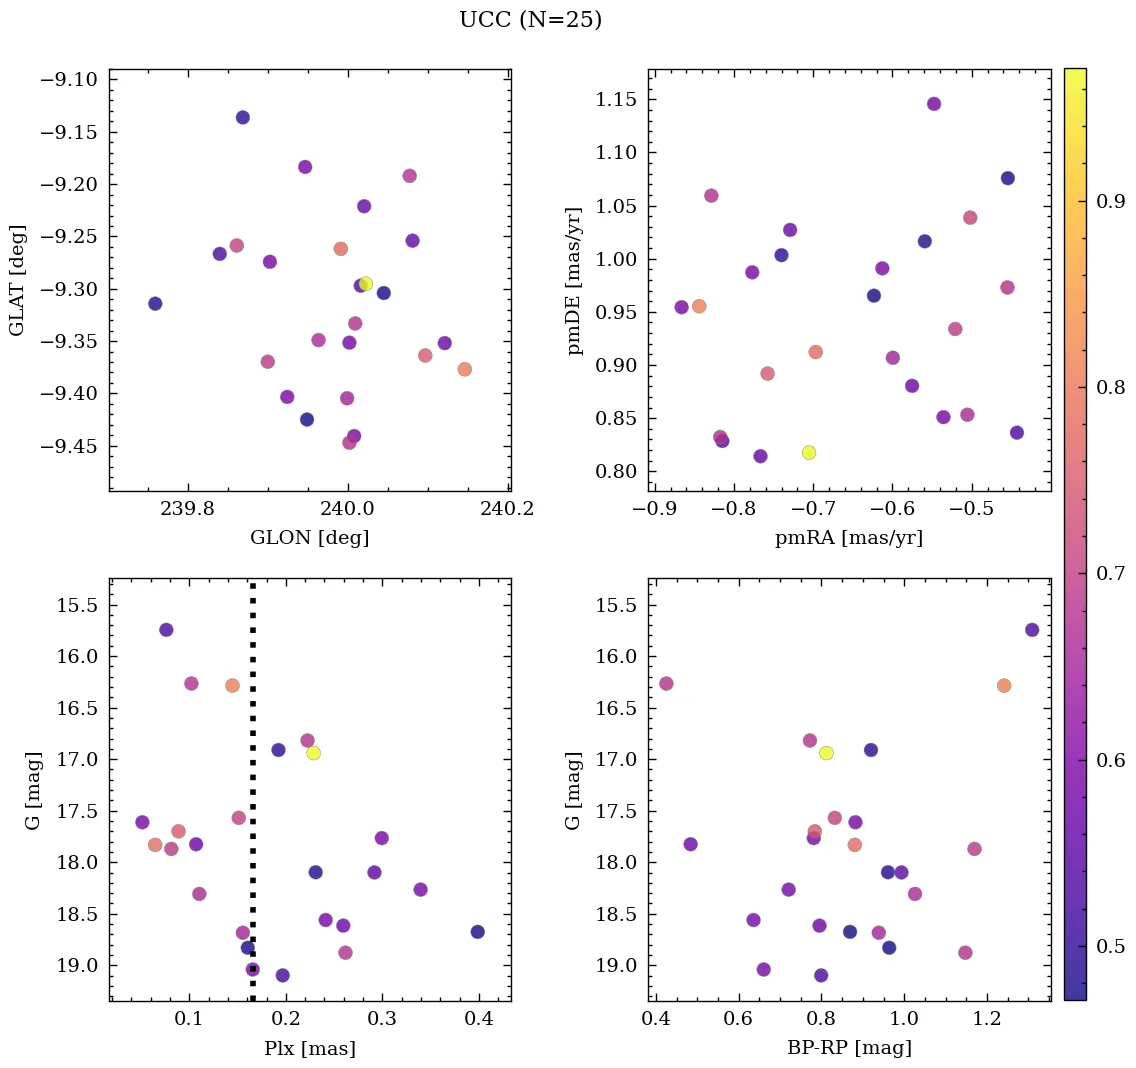 UCC (N=25)
−9.10
−9.15
−9.20
−9.25
−9.30
−9.35
−9.40
−9.45
GLAT [deg]
239.8 240.0 240.2
GLON [deg]
1.15
1.10
1.05
1.00
0.95
0.90
0.85
0.80
pmDE [mas/yr]
−0.9 −0.8 −0.7 −0.6 −0.5
pmRA [mas/yr]
15.5
16.0
16.5
17.0
17.5
18.0
18.5
19.0
G [mag]
0.1 0.2 0.3 0.4
Plx [mas]
15.5
16.0
16.5
17.0
17.5
18.0
18.5
19.0
G [mag]
0.4 0.6 0.8 1.0 1.2
BP-RP [mag]
0.9
0.8
0.7
0.6
0.5